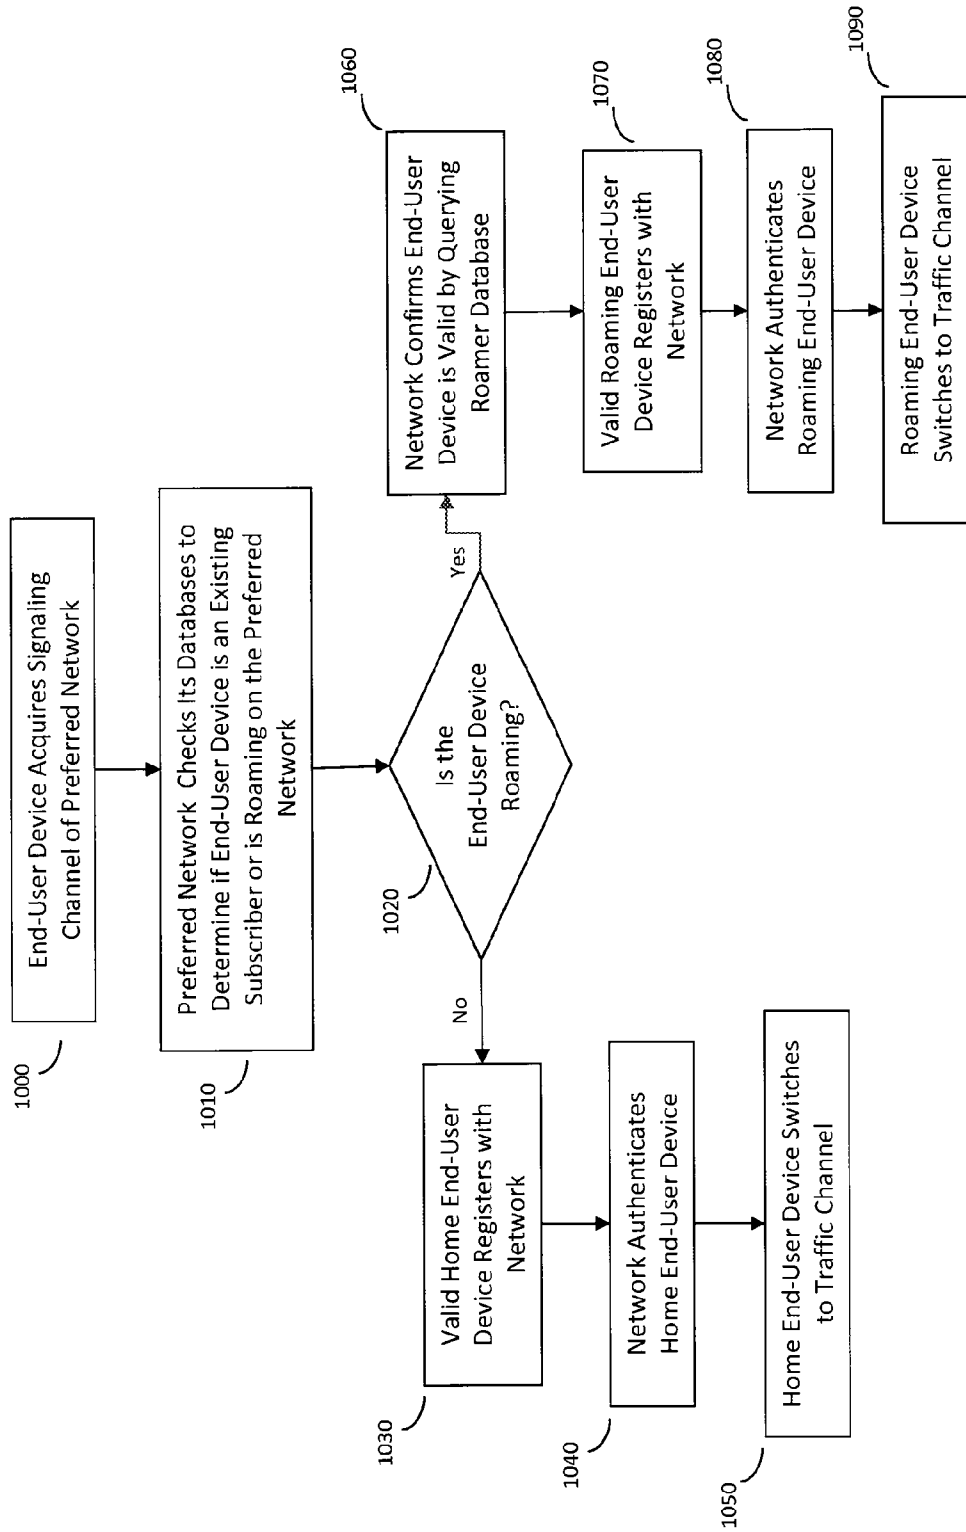 1000
End-User Device Acquires Signaling
Channel of Preferred Network
1010
Preferred Network Checks Its Databases to
Determine if End-User Device is an Existing
Subscriber or is Roaming on the Preferred
Network
1020
Is the
End-User Device
Roaming?
No
Yes
1030
Valid Home End-User
Device Registers with
Network
1040
Network Authenticates
Home End-User Device
1050
Home End-User Device Switches
to Traffic Channel
1060
Network Confirms End-User
Device is Valid by Querying
Roamer Database
1070
Valid Roaming End-User
Device Registers with
Network
1080
Network Authenticates
Roaming End-User Device
1090
Roaming End-User Device
Switches to Traffic Channel